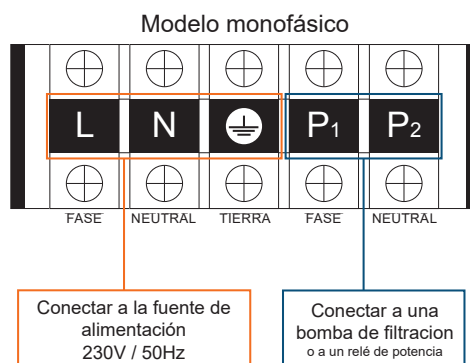 Modelo monofásico
L N P1 P2
FASE NEUTRAL TIERRA FASE NEUTRAL
Conectar a la fuente de
alimentación
230V / 50Hz
Conectar a una
bomba de filtracion
o a un relé de potencia